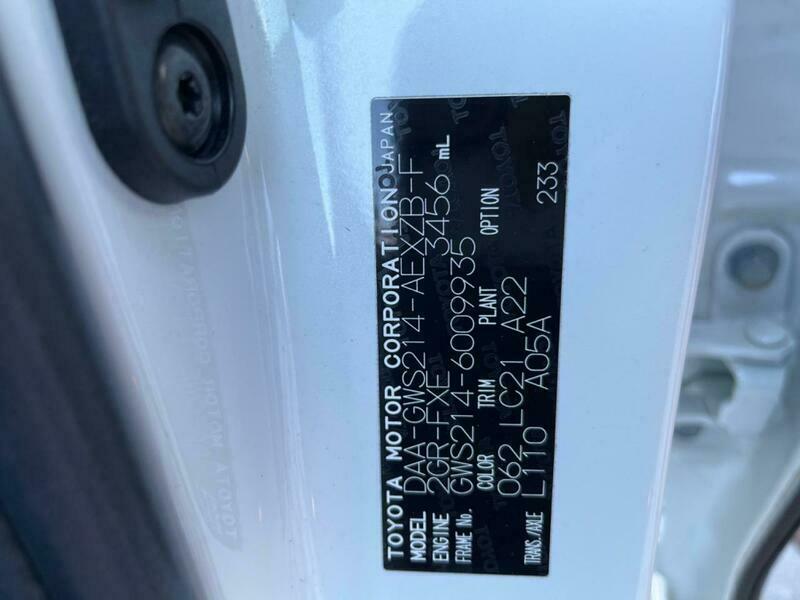 TOYOTA MOTOR CORPORATION JAPAN
MODEL DAA-GWS214-AEXZB-F
ENGINE 2GR-FXE 3456 mL
FRAME No. GWS214-6009935
COLOR TRIM PLANT OPTION
062 LC21 A22
TRANS./AXLE L110 A05A 233